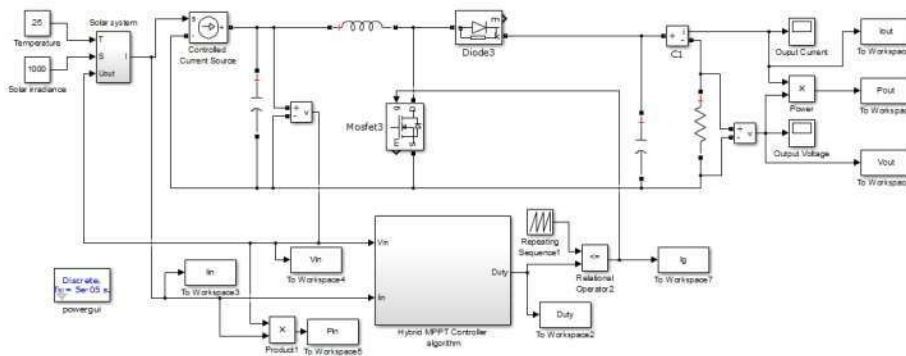 25
Temperature
1000
Solar irradiance
Solar system
T
S
I
s
+
-
Controlled
Current Source
+
-
v
Mosfet3
g
D
m
S
m
Diode3
+
-
i
C1
+
-
v
Ouput Current
×
Power
Output Voltage
Iout
To Workspace
Pout
To Workspace
Vout
To Workspace
Discrete,
= 5e-05 s.
powergui
Iin
To Workspace3
Vin
To Workspace4
×
Product1
Pin
To Workspace5
Vin
Iin
Duty
Hybrid MPPT Controller
algorithm
Repeating
Sequence1
<=
Relational
Operator2
Ig
To Workspace7
Duty
To Workspace2